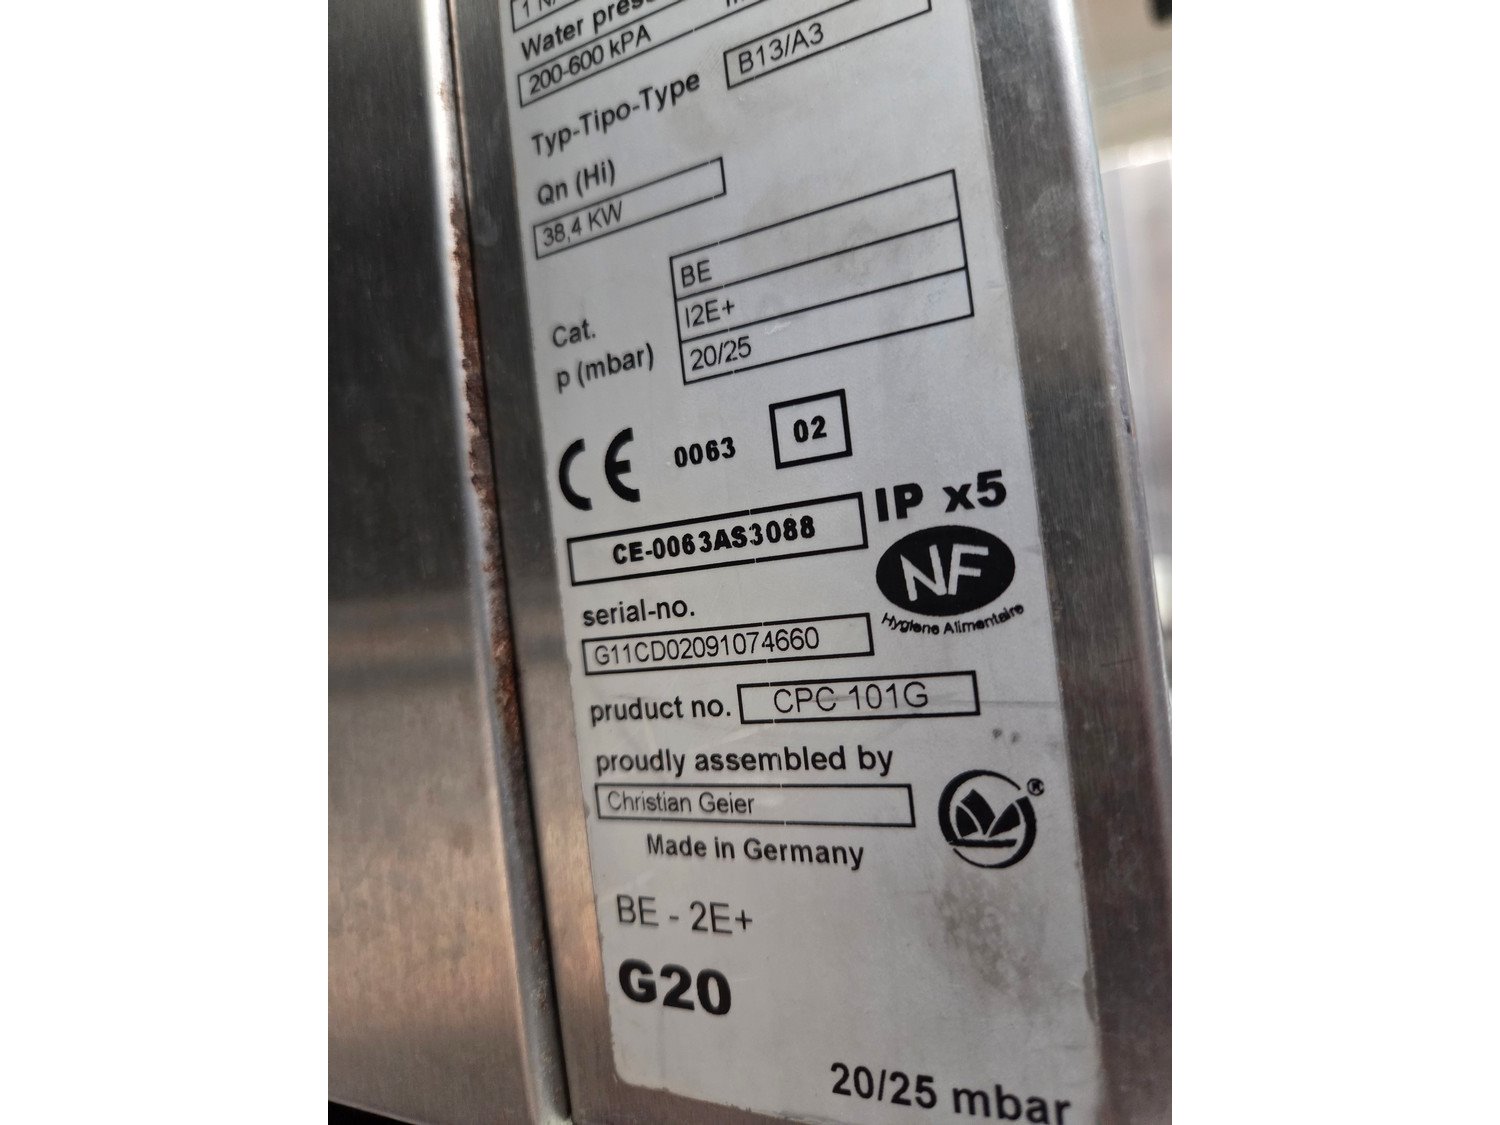 Water
200-600 kPA
Typ-Tipo-Type B13/A3
Qn (Hi)
38,4 KW
BE
Cat. I2E+
p (mbar) 20/25
CE 0063 02
IP x5
CE-0063AS3088
NF
Hygiene Alimentaire
serial-no.
G11CD02091074660
pruduct no. CPC 101G
proudly assembled by
Christian Geier
®
Made in Germany
BE - 2E+
G20
20/25 mbar